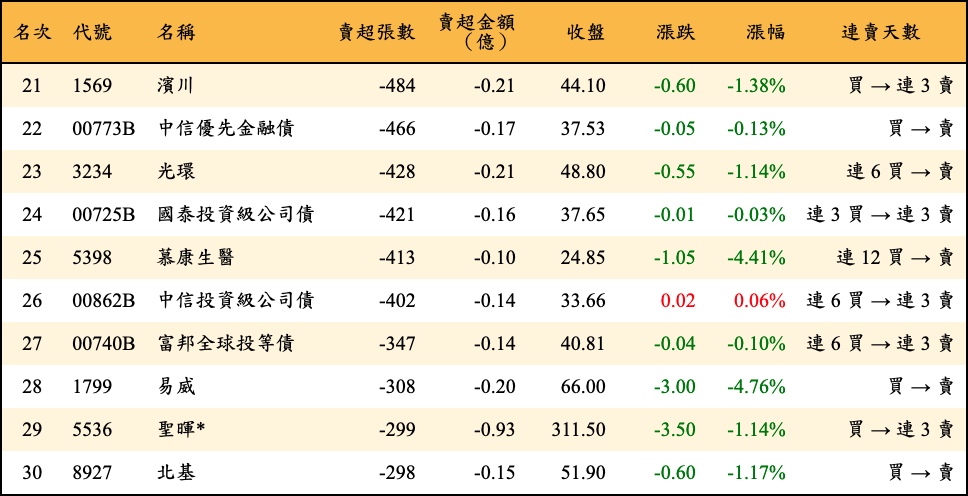 名次 代號 名稱 賣超張數 賣超金額（億） 收盤 漲跌 漲幅 連賣天數
21 1569 濱川 -484 -0.21 44.10 -0.60 -1.38% 買 → 連 3 賣
22 00773B 中信優先金融債 -466 -0.17 37.53 -0.05 -0.13% 買 → 賣
23 3234 光環 -428 -0.21 48.80 -0.55 -1.14% 連 6 買 → 賣
24 00725B 國泰投資級公司債 -421 -0.16 37.65 -0.01 -0.03% 連 3 買 → 連 3 賣
25 5398 慕康生醫 -413 -0.10 24.85 -1.05 -4.41% 連 12 買 → 賣
26 00862B 中信投資級公司債 -402 -0.14 33.66 0.02 0.06% 連 6 買 → 連 3 賣
27 00740B 富邦全球投等債 -347 -0.14 40.81 -0.04 -0.10% 連 6 買 → 連 3 賣
28 1799 易威 -308 -0.20 66.00 -3.00 -4.76% 買 → 賣
29 5536 聖暉* -299 -0.93 311.50 -3.50 -1.14% 買 → 連 3 賣
30 8927 北基 -298 -0.15 51.90 -0.60 -1.17% 買 → 賣